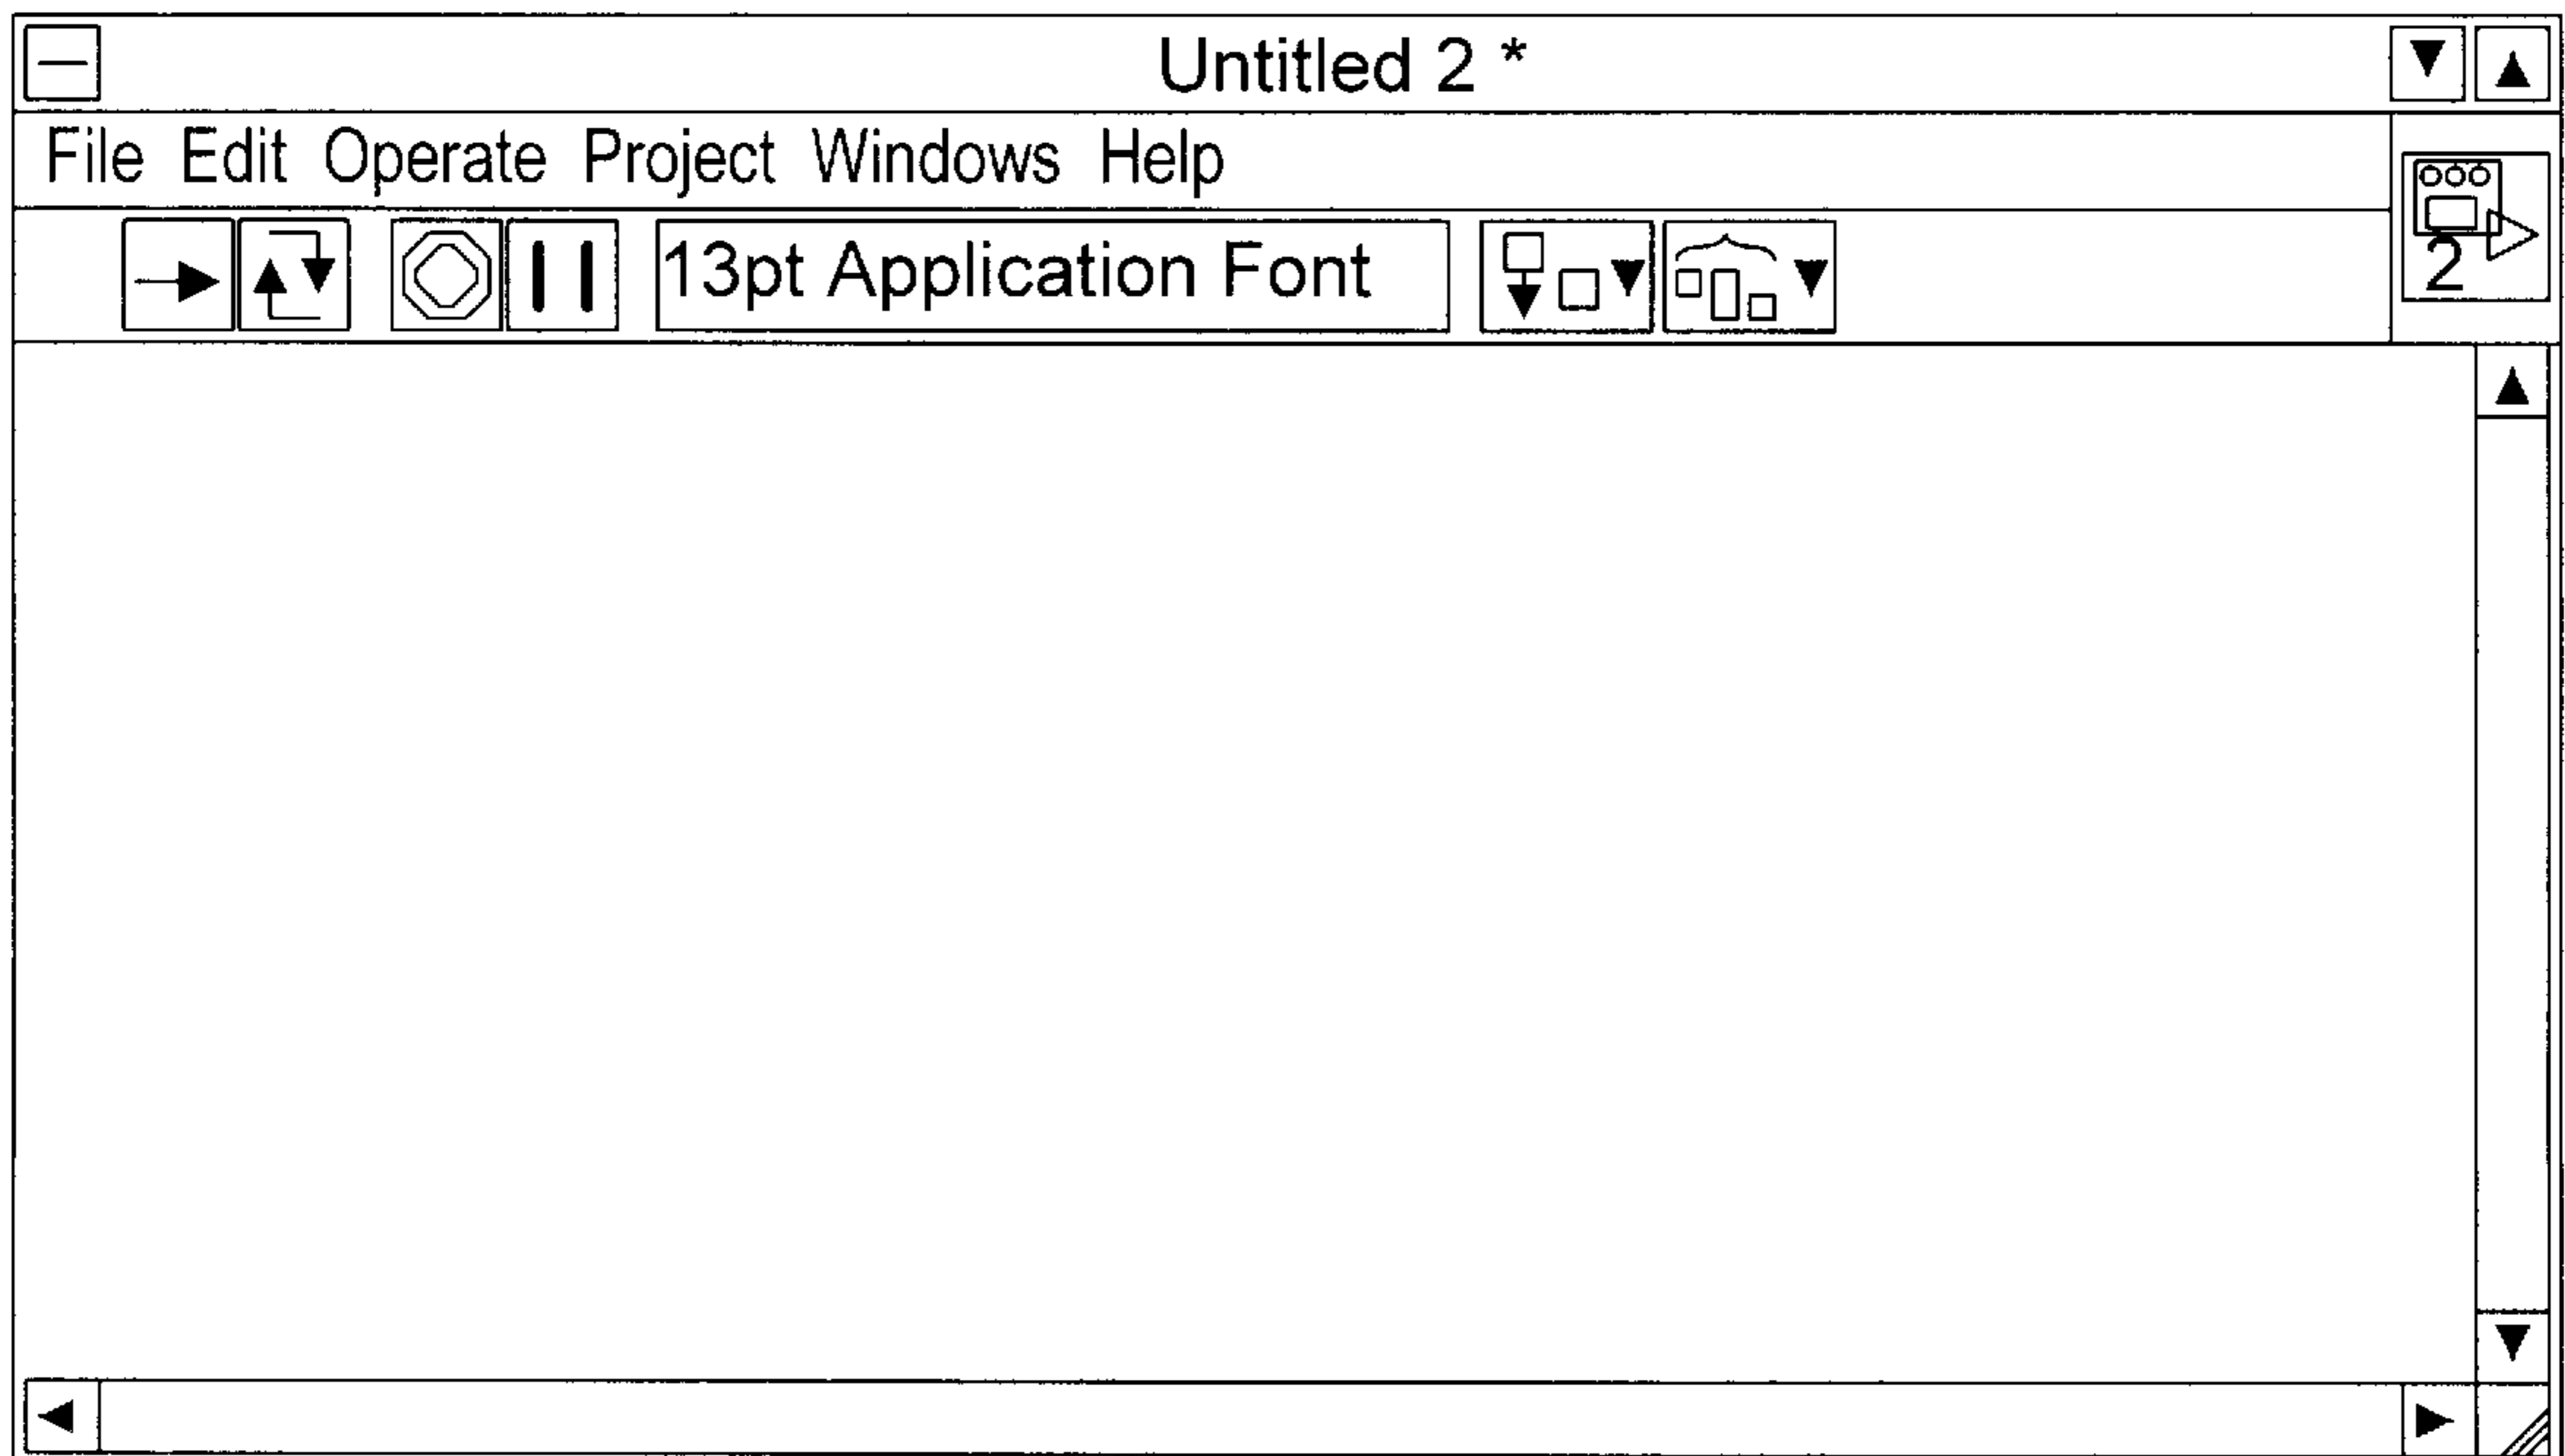 Untitled 2 *
File Edit Operate Project Windows Help
13pt Application Font
2